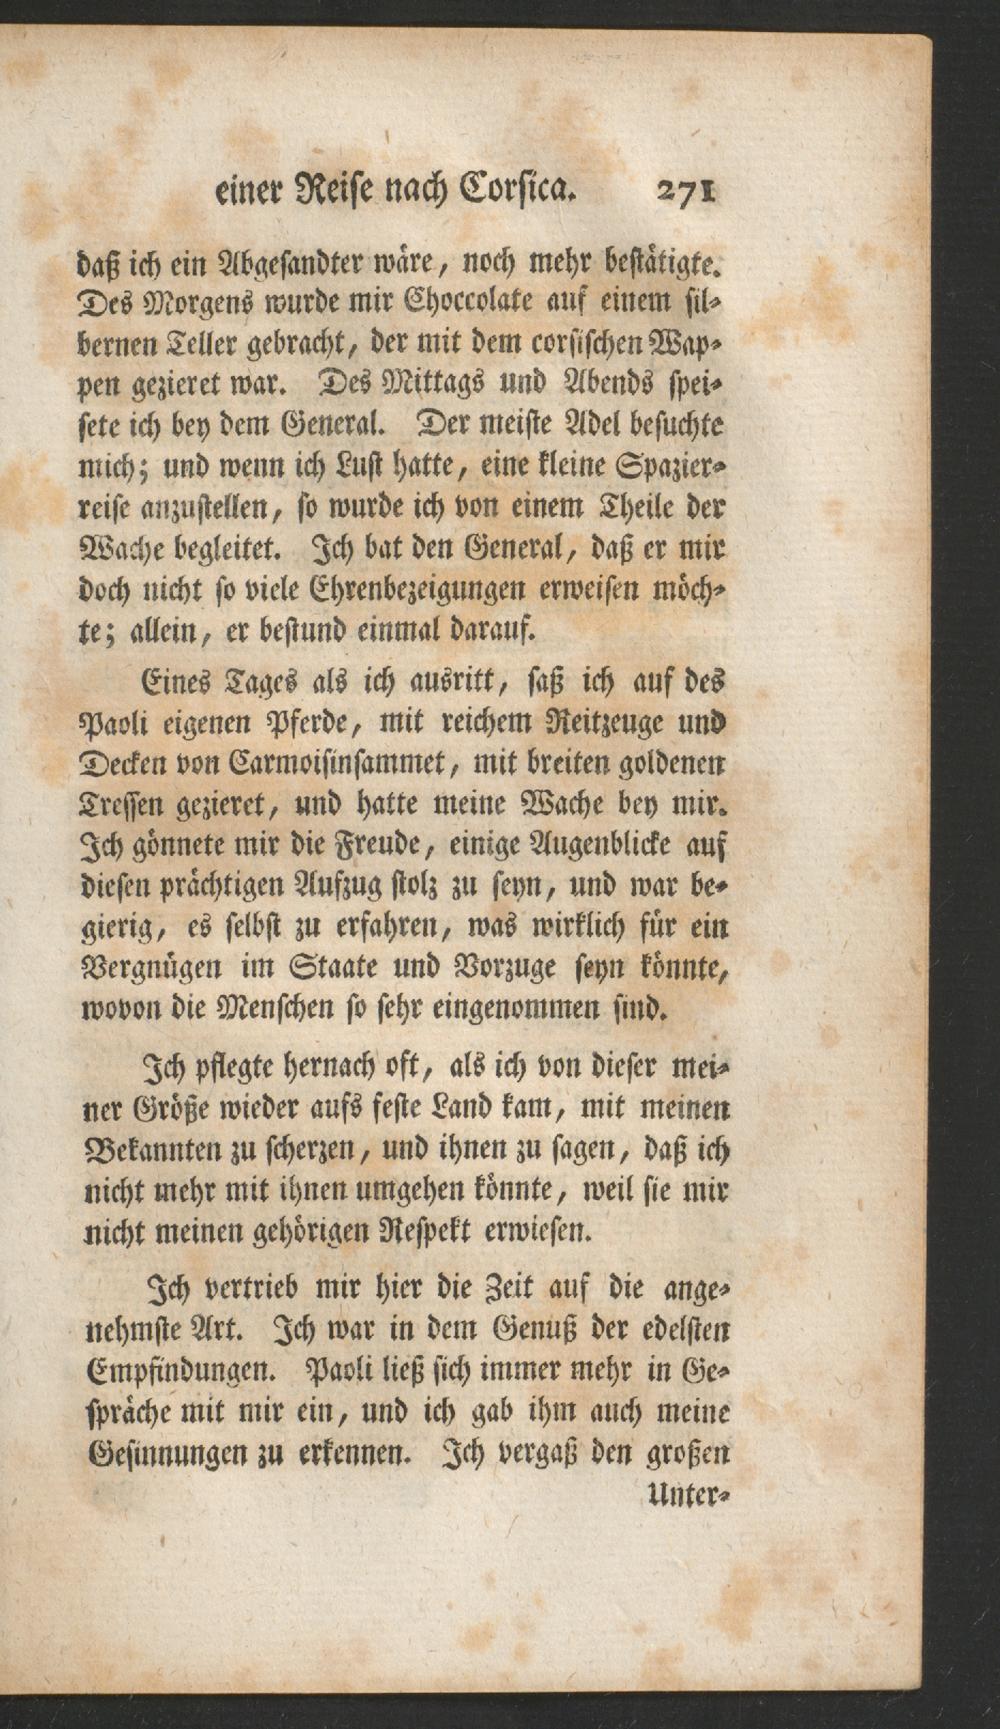 einer Reise nach Corsica. 271
daß ich ein Abgesandter wäre, noch mehr bestätigte.
Des Morgens wurde mir Choccolate auf einem sil-
bernen Teller gebracht, der mit dem corsischen Wap-
pen gezieret war. Des Mittags und Abends spei-
sete ich bey dem General. Der meiste Adel besuchte
mich; und wenn ich Lust hatte, eine kleine Spazier-
reise anzustellen, so wurde ich von einem Theile der
Wache begleitet. Ich bat den General, daß er mir
doch nicht so viele Ehrenbezeigungen erweisen möch-
te; allein, er bestund einmal darauf.
Eines Tages als ich ausritt, saß ich auf des
Paoli eigenen Pferde, mit reichem Reitzeuge und
Decken von Carmoisinsammet, mit breiten goldenen
Tressen gezieret, und hatte meine Wache bey mir.
Ich gönnete mir die Freude, einige Augenblicke auf
diesen prächtigen Aufzug stolz zu seyn, und war be-
gierig, es selbst zu erfahren, was wirklich für ein
Vergnügen im Staate und Vorzuge seyn könnte,
wovon die Menschen so sehr eingenommen sind.
Ich pflegte hernach oft, als ich von dieser mei-
ner Größe wieder aufs feste Land kam, mit meinen
Bekannten zu scherzen, und ihnen zu sagen, daß ich
nicht mehr mit ihnen umgehen könnte, weil sie mir
nicht meinen gehörigen Respekt erwiesen.
Ich vertrieb mir hier die Zeit auf die ange-
nehmste Art. Ich war in dem Genuß der edelsten
Empfindungen. Paoli ließ sich immer mehr in Ge-
spräche mit mir ein, und ich gab ihm auch meine
Gesinnungen zu erkennen. Ich vergaß den großen
Unter-